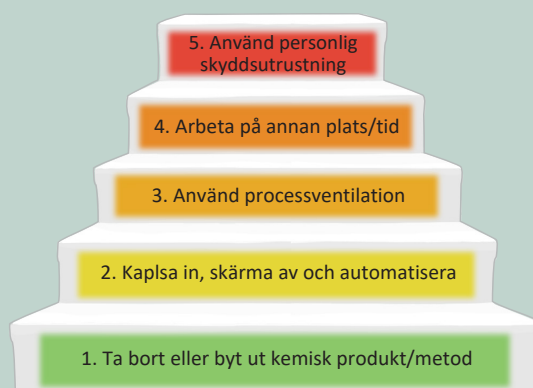 5. Använd personlig
skyddsutrustning
4. Arbeta på annan plats/tid
3. Använd processventilation
2. Kaplsa in, skärma av och automatisera
1. Ta bort eller byt ut kemisk produkt/metod